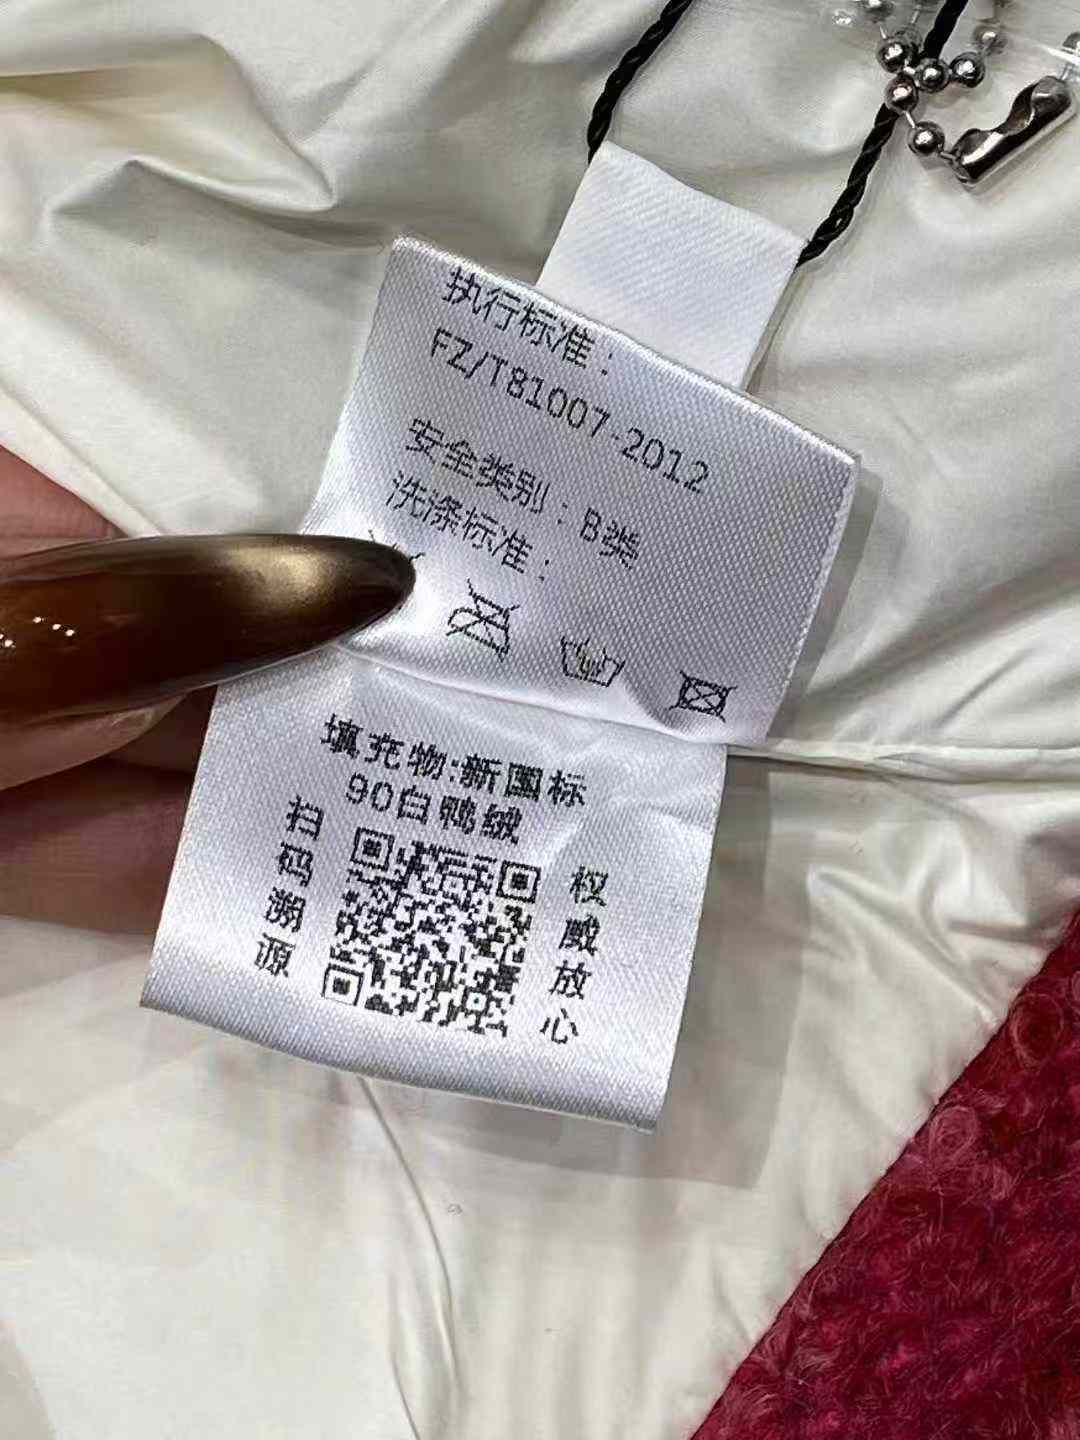 执行标准：
FZ/T81007-2012
安全类别：B类
洗涤标准：
填充物:新国标
90白鸭绒
扫码溯源
权威放心